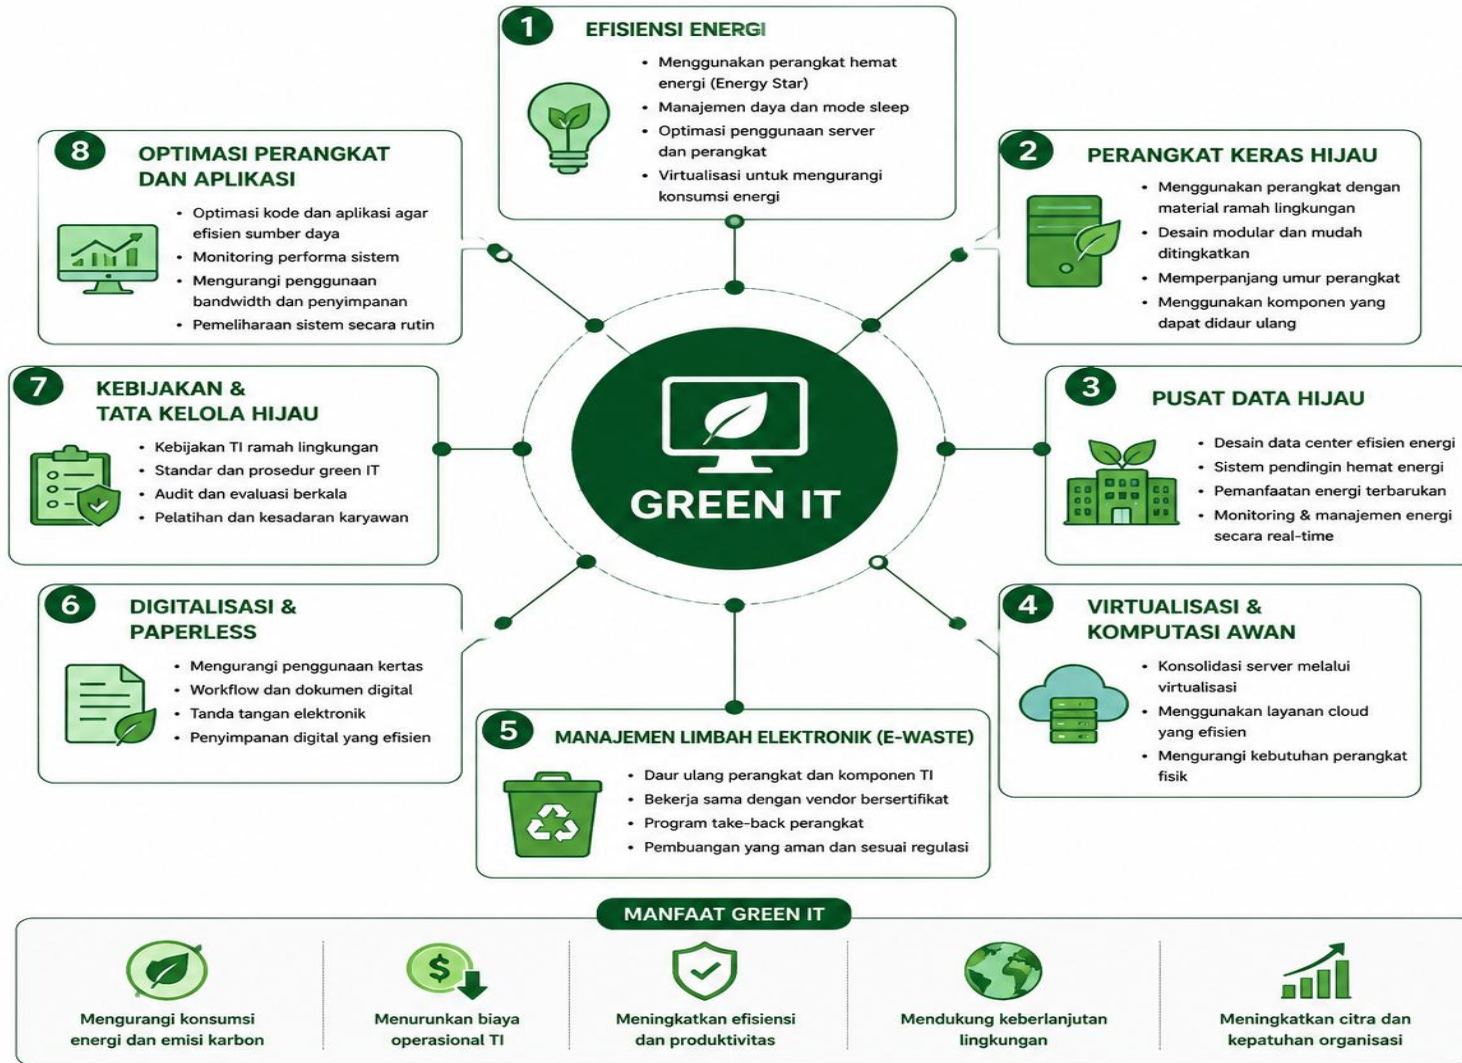 1
EFISIENSI ENERGI
• Menggunakan perangkat hemat
energi (Energy Star)
• Manajemen daya dan mode sleep
• Optimasi penggunaan server
dan perangkat
• Virtualisasi untuk mengurangi
konsumsi energi
2
PERANGKAT KERAS HIJAU
• Menggunakan perangkat dengan
material ramah lingkungan
• Desain modular dan mudah
ditingkatkan
• Memperpanjang umur perangkat
• Menggunakan komponen yang
dapat didaur ulang
3
PUSAT DATA HIJAU
• Desain data center efisien energi
• Sistem pendingin hemat energi
• Pemanfaatan energi terbarukan
• Monitoring & manajemen energi
secara real-time
4
VIRTUALISASI &
KOMPUTASI AWAN
• Konsolidasi server melalui
virtualisasi
• Menggunakan layanan cloud
yang efisien
• Mengurangi kebutuhan perangkat
fisik
5
MANAJEMEN LIMBAH ELEKTRONIK (E-WASTE)
• Daur ulang perangkat dan komponen TI
• Bekerja sama dengan vendor bersertifikat
• Program take-back perangkat
• Pembuangan yang aman dan sesuai regulasi
6
DIGITALISASI &
PAPERLESS
• Mengurangi penggunaan kertas
• Workflow dan dokumen digital
• Tanda tangan elektronik
• Penyimpanan digital yang efisien
7
KEBIJAKAN &
TATA KELOLA HIJAU
• Kebijakan TI ramah lingkungan
• Standar dan prosedur green IT
• Audit dan evaluasi berkala
• Pelatihan dan kesadaran karyawan
8
OPTIMASI PERANGKAT
DAN APLIKASI
• Optimasi kode dan aplikasi agar
efisien sumber daya
• Monitoring performa sistem
• Mengurangi penggunaan
bandwidth dan penyimpanan
• Pemeliharaan sistem secara rutin
GREEN IT
MANFAAT GREEN IT
Mengurangi konsumsi
energi dan emisi karbon
$
Menurunkan biaya
operasional TI
Meningkatkan efisiensi
dan produktivitas
Mendukung keberlanjutan
lingkungan
Meningkatkan citra dan
kepatuhan organisasi